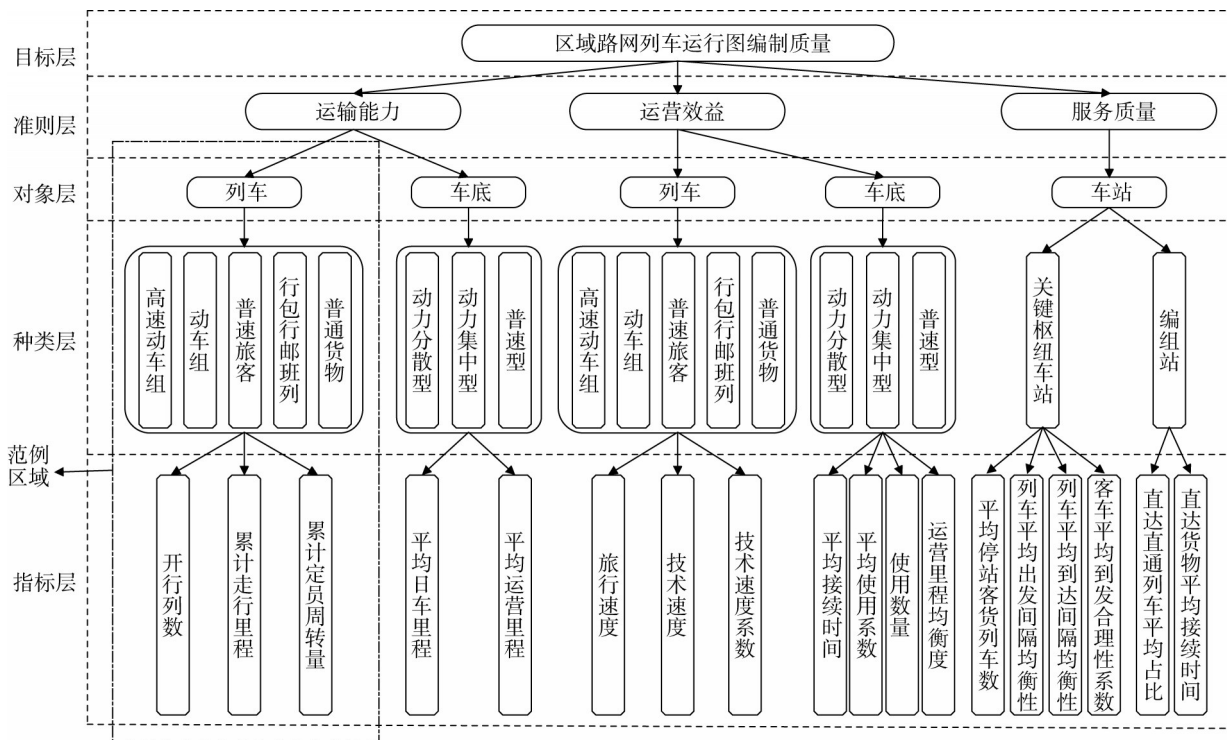 目标层
区域路网列车运行图编制质量
准则层
运输能力
运营效益
服务质量
对象层
列车
车底
列车
车底
车站
种类层
高速动车组
动车组
普速旅客
行包行邮班列
普通货物
动力分散型
动力集中型
普速型
高速动车组
动车组
普速旅客
行包行邮班列
普通货物
动力分散型
动力集中型
普速型
关键枢纽车站
编组站
范例
区域
指标层
开行列数
累计走行里程
累计定员周转量
平均日车里程
平均运营里程
旅行速度
技术速度
技术速度系数
平均接续时间
平均使用系数
使用数量
运营里程均衡度
平均停站客货列车数
列车平均出发间隔均衡性
列车平均到达间隔均衡性
客车平均到发合理性系数
直达直通列车平均占比
直达货物平均接续时间